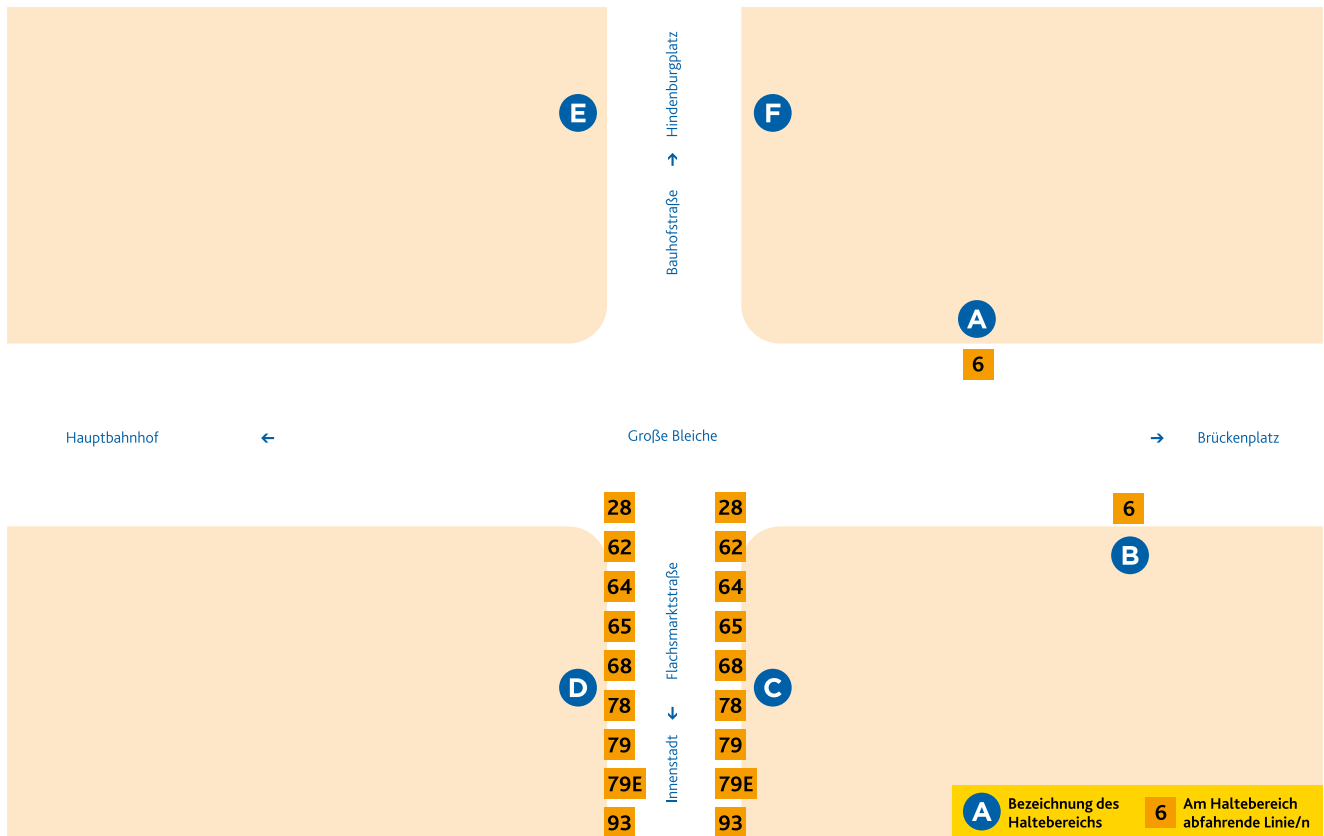 Hindenburgplatz
Bauhofstraße
E
F
A
6
Hauptbahnhof
Große Bleiche
Brückenplatz
28
62
64
65
68
78
79
79E
93
D
Flachsmarktstraße
Innenstadt
28
62
64
65
68
78
79
79E
93
C
6
B
A
Bezeichnung des
Haltebereichs
6
Am Haltebereich
abfahrende Linie/n